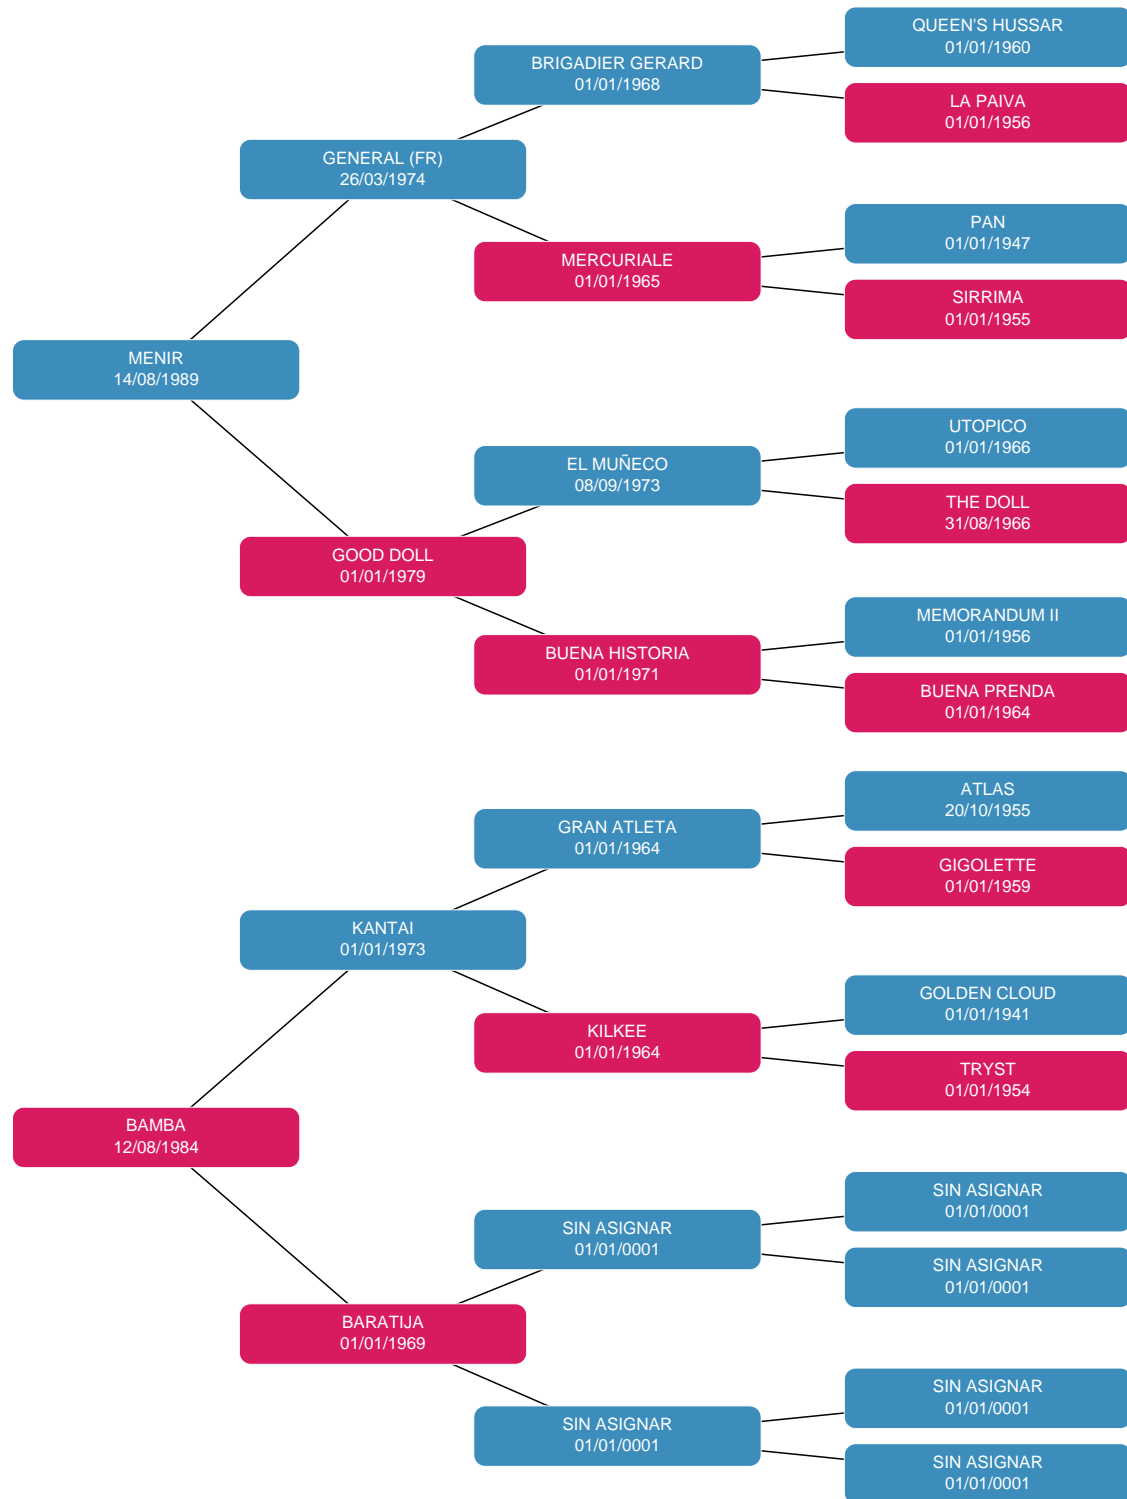 QUEEN'S HUSSAR
01/01/1960
BRIGADIER GERARD
01/01/1968
LA PAIVA
01/01/1956
GENERAL (FR)
26/03/1974
PAN
01/01/1947
MERCURIALE
01/01/1965
SIRRIMA
01/01/1955
MENIR
14/08/1989
UTOPICO
01/01/1966
EL MUÑECO
08/09/1973
THE DOLL
31/08/1966
GOOD DOLL
01/01/1979
MEMORANDUM II
01/01/1956
BUENA HISTORIA
01/01/1971
BUENA PRENDA
01/01/1964
ATLAS
20/10/1955
GRAN ATLETA
01/01/1964
GIGOLETTE
01/01/1959
KANTAI
01/01/1973
GOLDEN CLOUD
01/01/1941
KILKEE
01/01/1964
TRYST
01/01/1954
BAMBA
12/08/1984
SIN ASIGNAR
01/01/0001
SIN ASIGNAR
01/01/0001
SIN ASIGNAR
01/01/0001
BARATIJA
01/01/1969
SIN ASIGNAR
01/01/0001
SIN ASIGNAR
01/01/0001
SIN ASIGNAR
01/01/0001